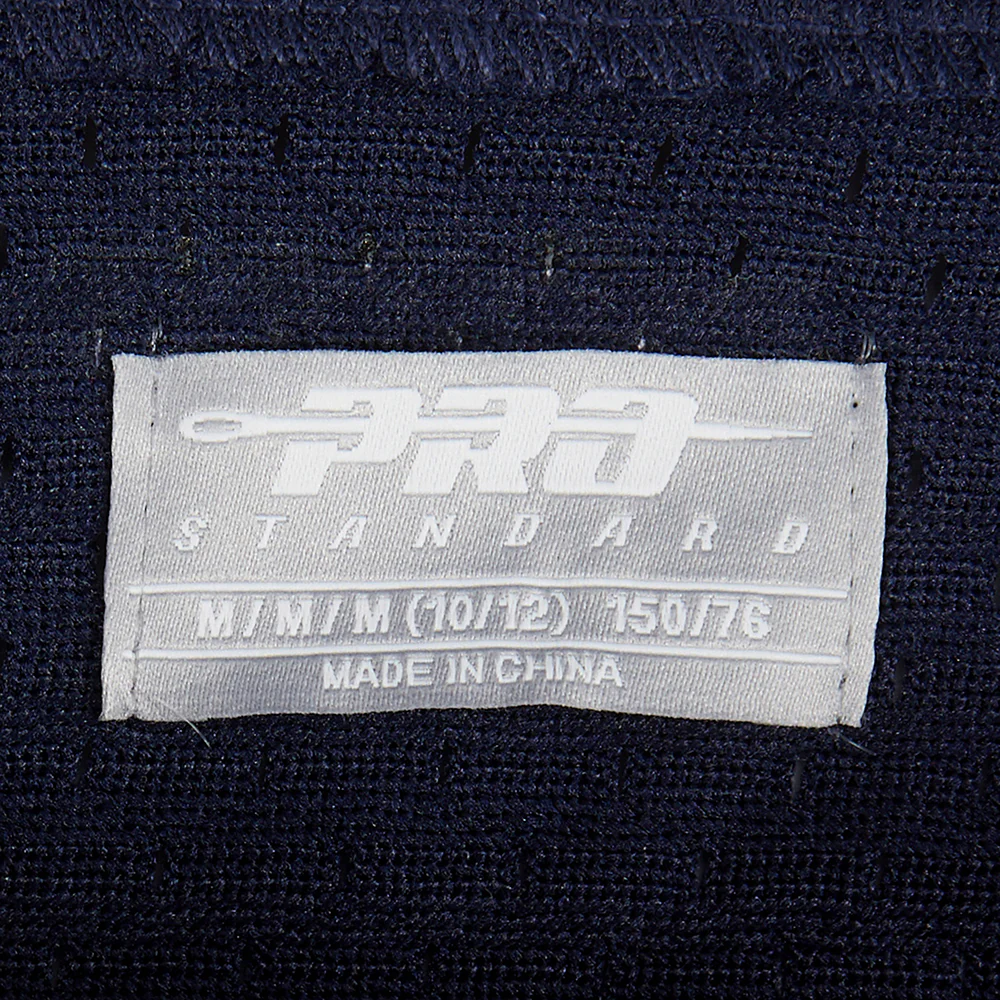 PRO
STANDARD
M/M/M (10/12) 150/76
MADE IN CHINA